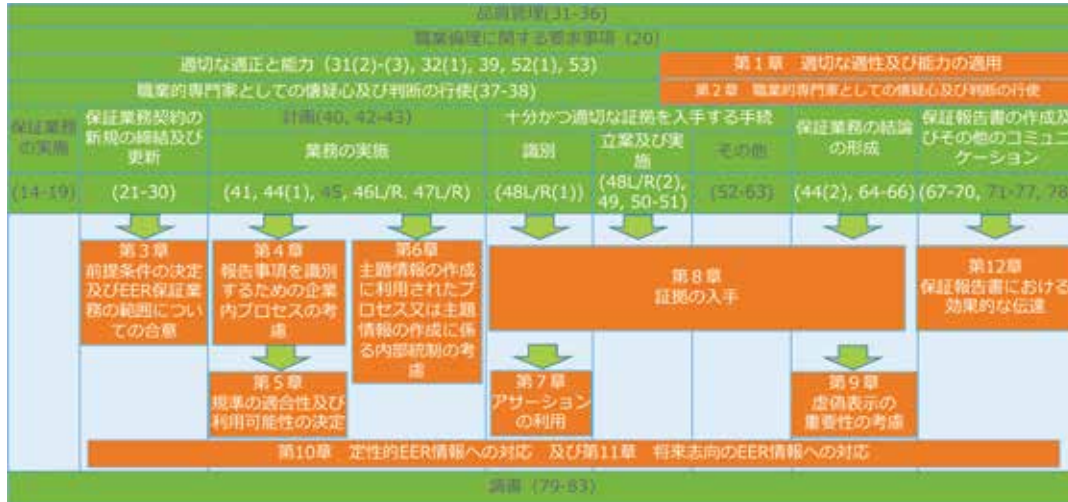 品質管理(31-36)
職業倫理に関する要求事項（20）
適切な適正と能力（31(2)-(3), 32(1), 39, 52(1), 53)
第１章　適切な適性及び能力の適用
職業的専門家としての懐疑心及び判断の行使(37-38)
第２章　職業的専門家としての懐疑心及び判断の行使
保証業務
の実施
保証業務契約の
新規の締結及び
更新
計画(40, 42-43)
業務の実施
十分かつ適切な証拠を入手する手続
識別
立案及び実
施
その他
保証業務の結論
の形成
保証報告書の作成及
びその他のコミュニ
ケーション
(14-19)
(21-30)
(41, 44(1), 45, 46L/R, 47L/R)
(48L/R(1))
(48L/R(2),
49, 50-51)
(52-63)
(44(2), 64-66)
(67-70, 71-77, 78)
第３章
前提条件の決定
及びEER保証業
務の範囲につい
ての合意
第４章
報告事項を識別
するための企業
内プロセスの考
慮
第6章
主題情報の作成
に利用されたプ
ロセス又は主題
情報の作成に係
る内部統制の考
慮
第８章
証拠の入手
第12章
保証報告書における
効果的な伝達
第５章
規準の適合性及び
利用可能性の決定
第７章
アサーション
の利用
第９章
虚偽表示の
重要性の考慮
第10章　定性的EER情報への対応　及び第11章　将来志向のEER情報への対応
調書（79-83)